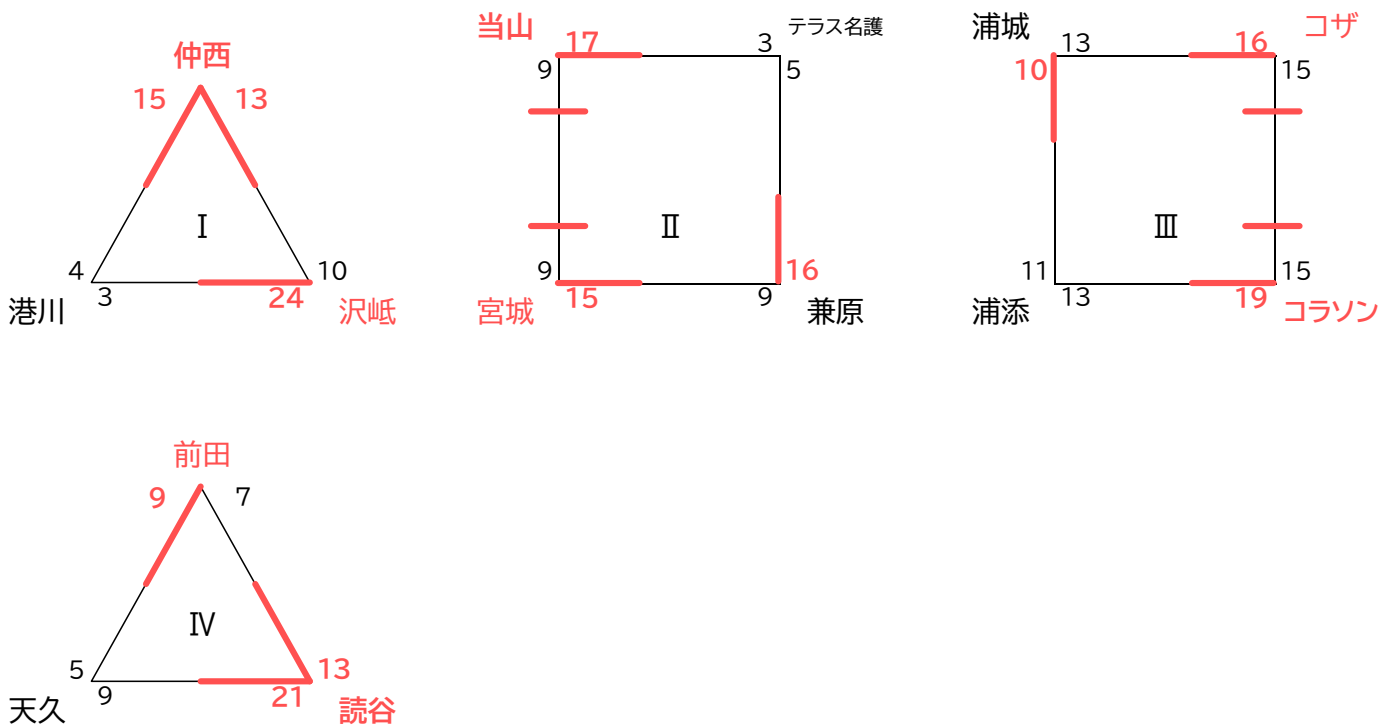 仲西
15 13
Ⅰ
4 10
3 24
港川 沢岻
当山 17 3 テラス名護
9 5
Ⅱ
9 16
15 9
宮城 兼原
浦城 13 16 コザ
10 15
Ⅲ
11 15
13 19
浦添 コラソン
前田
9 7
Ⅳ
5 13
9 21
天久 読谷